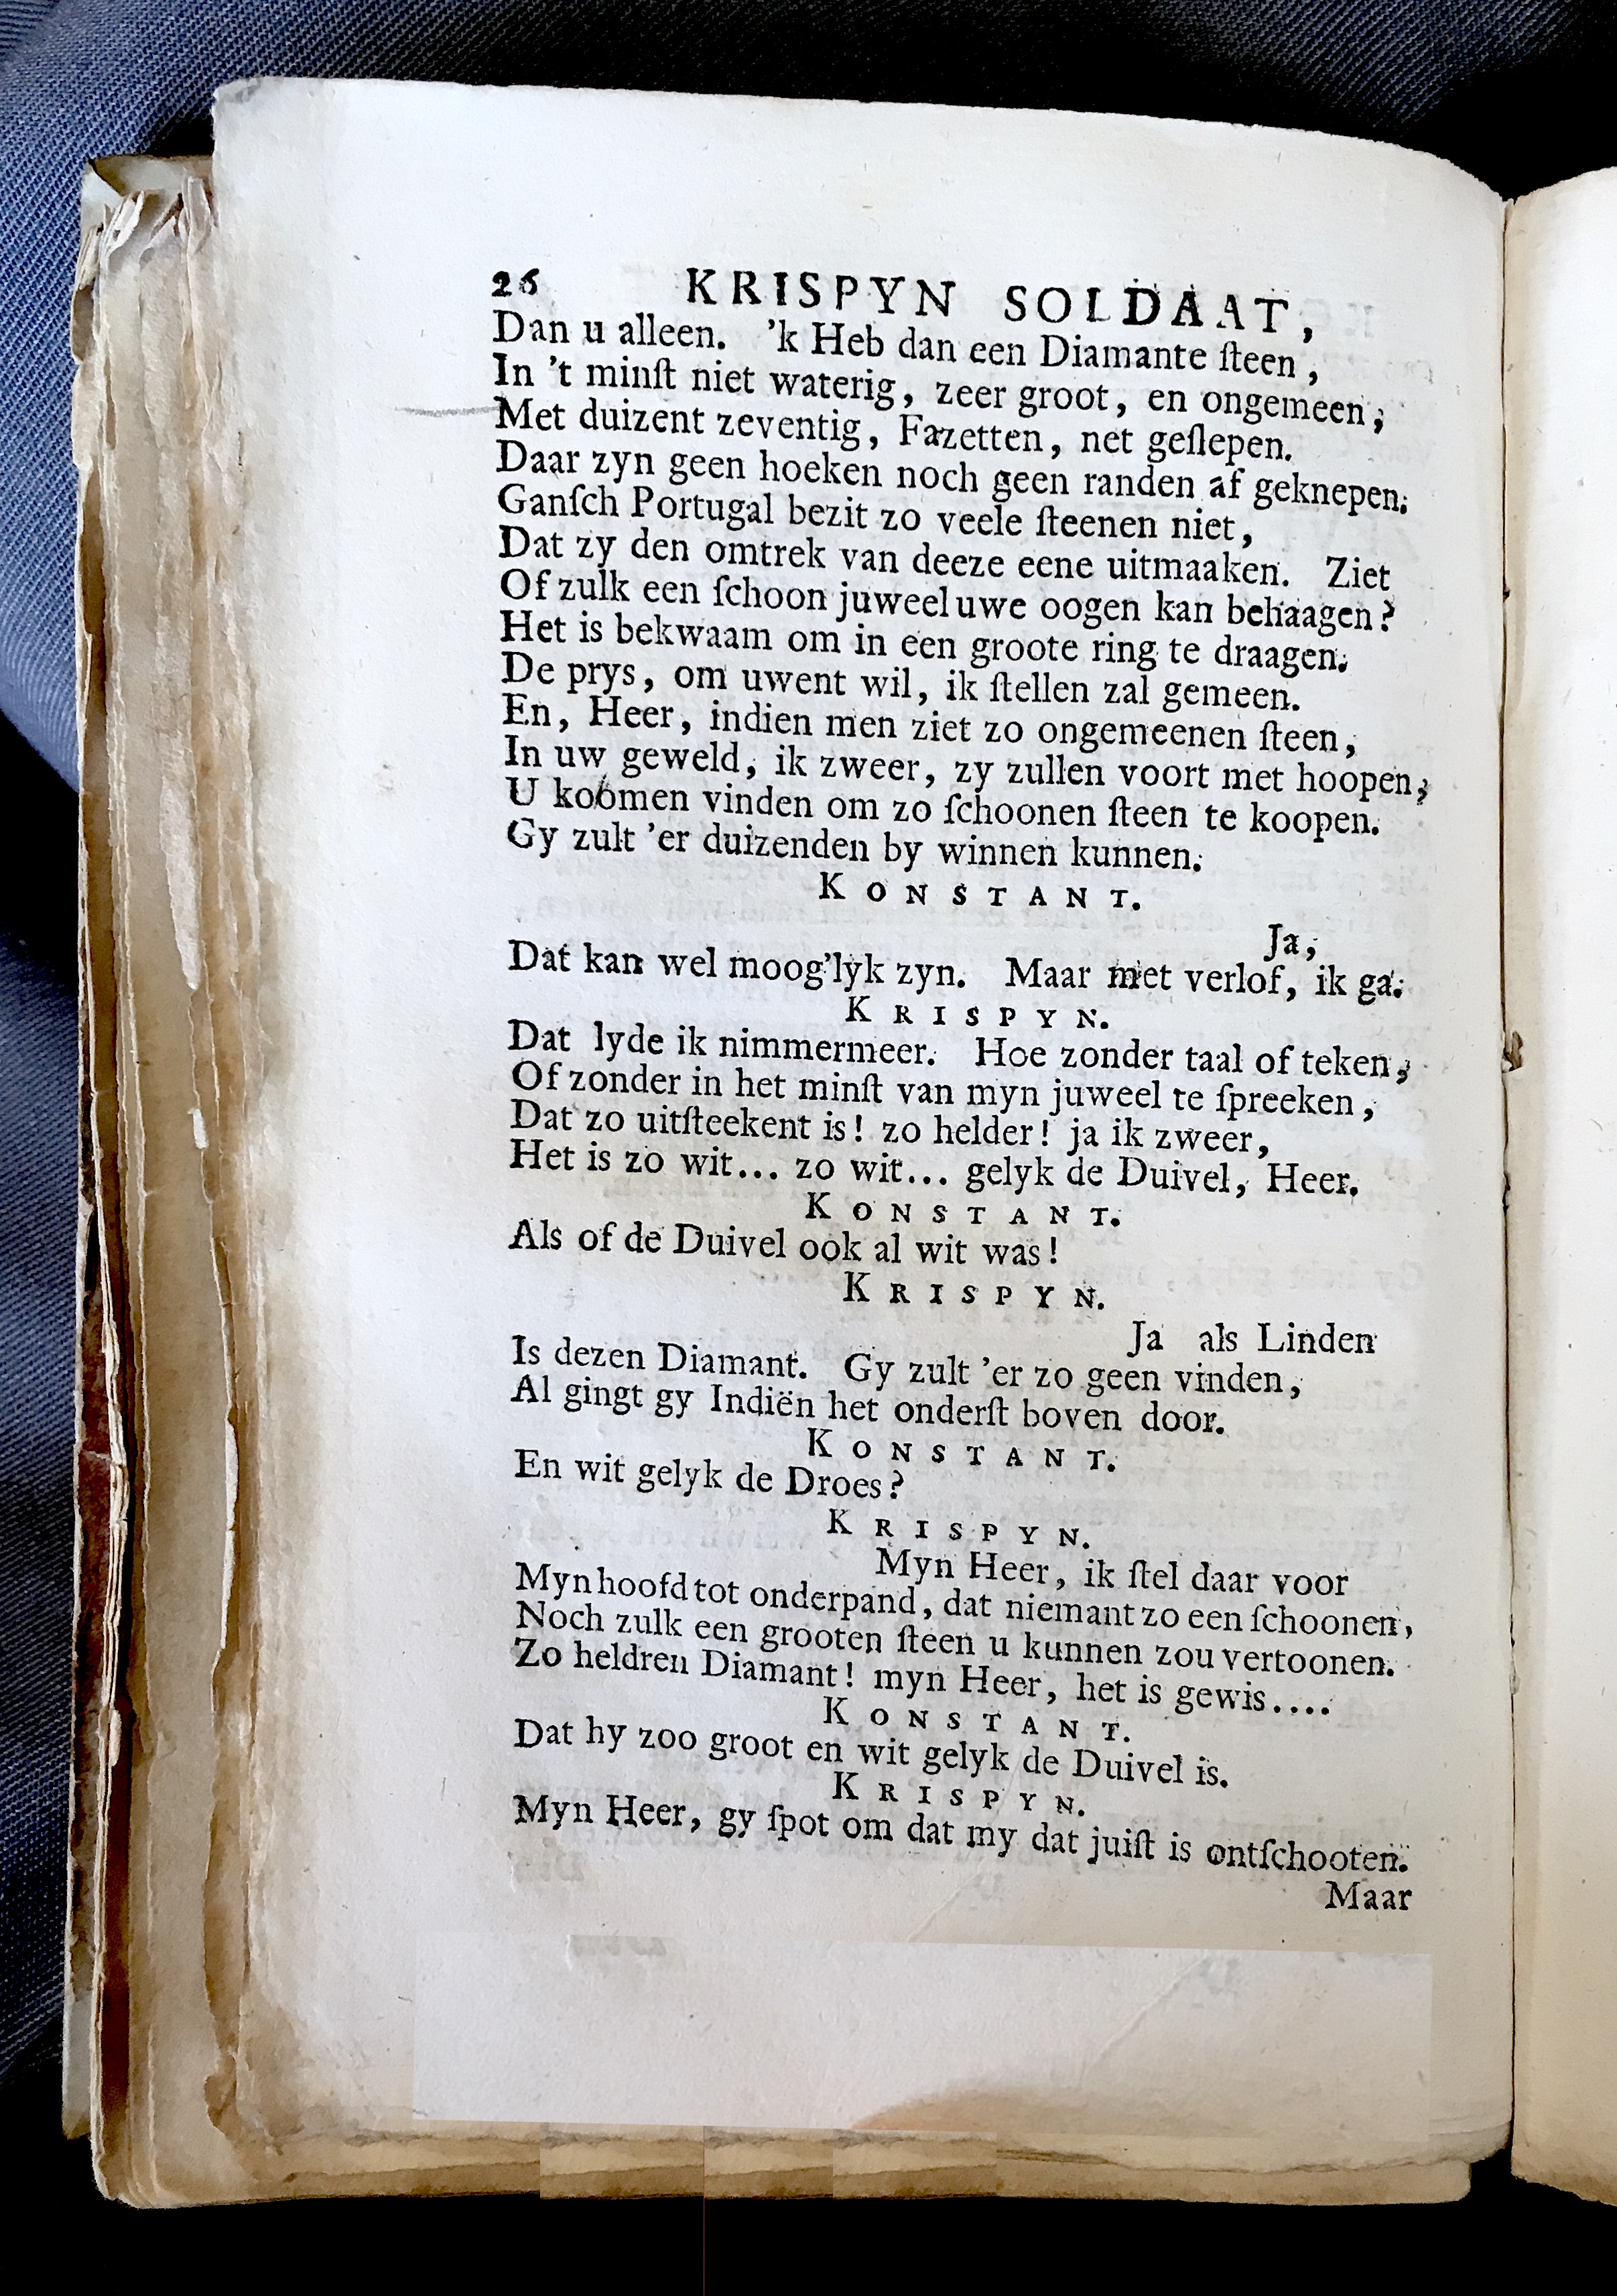 26 KRISPYN SOLDAAT,
Dan u alleen. 'k Heb dan een Diamante ſteen,
In 't minſt niet waterig, zeer groot, en ongemeen;
Met duizent zeventig, Fazetten, net geſlepen.
Daar zyn geen hoeken noch geen randen af geknepen.
Ganſch Portugal bezit zo veele ſteenen niet,
Dat zy den omtrek van deeze eene uitmaaken. Ziet
Of zulk een ſchoon juweel uwe oogen kan behaagen?
Het is bekwaam om in een groote ring te draagen.
De prys, om uwent wil, ik ſtellen zal gemeen.
En, Heer, indien men ziet zo ongemeenen ſteen,
In uw geweld, ik zweer, zy zullen voort met hoopen,
U koomen vinden om zo ſchoonen ſteen te koopen.
Gy zult 'er duizenden by winnen kunnen.
KONSTANT.
Ja,
Dat kan wel moog'lyk zyn. Maar met verlof, ik ga.
KRISPYN.
Dat lyde ik nimmermeer. Hoe zonder taal of teken,
Of zonder in het minſt van myn juweel te ſpreeken,
Dat zo uitſteekent is! zo helder! ja ik zweer,
Het is zo wit... zo wit... gelyk de Duivel, Heer.
KONSTANT.
Als of de Duivel ook al wit was!
KRISPYN.
Ja als Linden
Is dezen Diamant. Gy zult 'er zo geen vinden,
Al gingt gy Indiën het onderſt boven door.
KONSTANT.
En wit gelyk de Droes?
KRISPYN.
Myn Heer, ik ſtel daar voor
Myn hoofd tot onderpand, dat niemant zo een ſchoonen,
Noch zulk een grooten ſteen u kunnen zou vertoonen.
Zo heldren Diamant! myn Heer, het is gewis....
KONSTANT.
Dat hy zoo groot en wit gelyk de Duivel is.
KRISPYN.
Myn Heer, gy ſpot om dat my dat juiſt is ontſchooten.
Maar